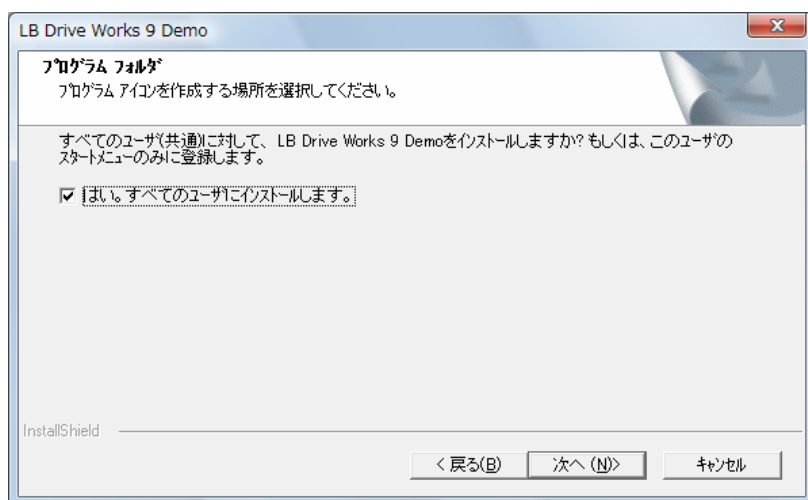 LB Drive Works 9 Demo
ﾌﾟﾛｸﾞﾗﾑ ﾌｫﾙﾀﾞ
ﾌﾟﾛｸﾞﾗﾑ ｱｲｺﾝを作成する場所を選択してください。
すべてのﾕｰｻﾞ(共通)に対して、 LB Drive Works 9 Demoをｲﾝｽﾄｰﾙしますか? もしくは、このﾕｰｻﾞの
ｽﾀｰﾄﾒﾆｭｰのみに登録します。
はい。すべてのﾕｰｻﾞにｲﾝｽﾄｰﾙします。
InstallShield
< 戻る(B) 次へ (N)> ｷｬﾝｾﾙ